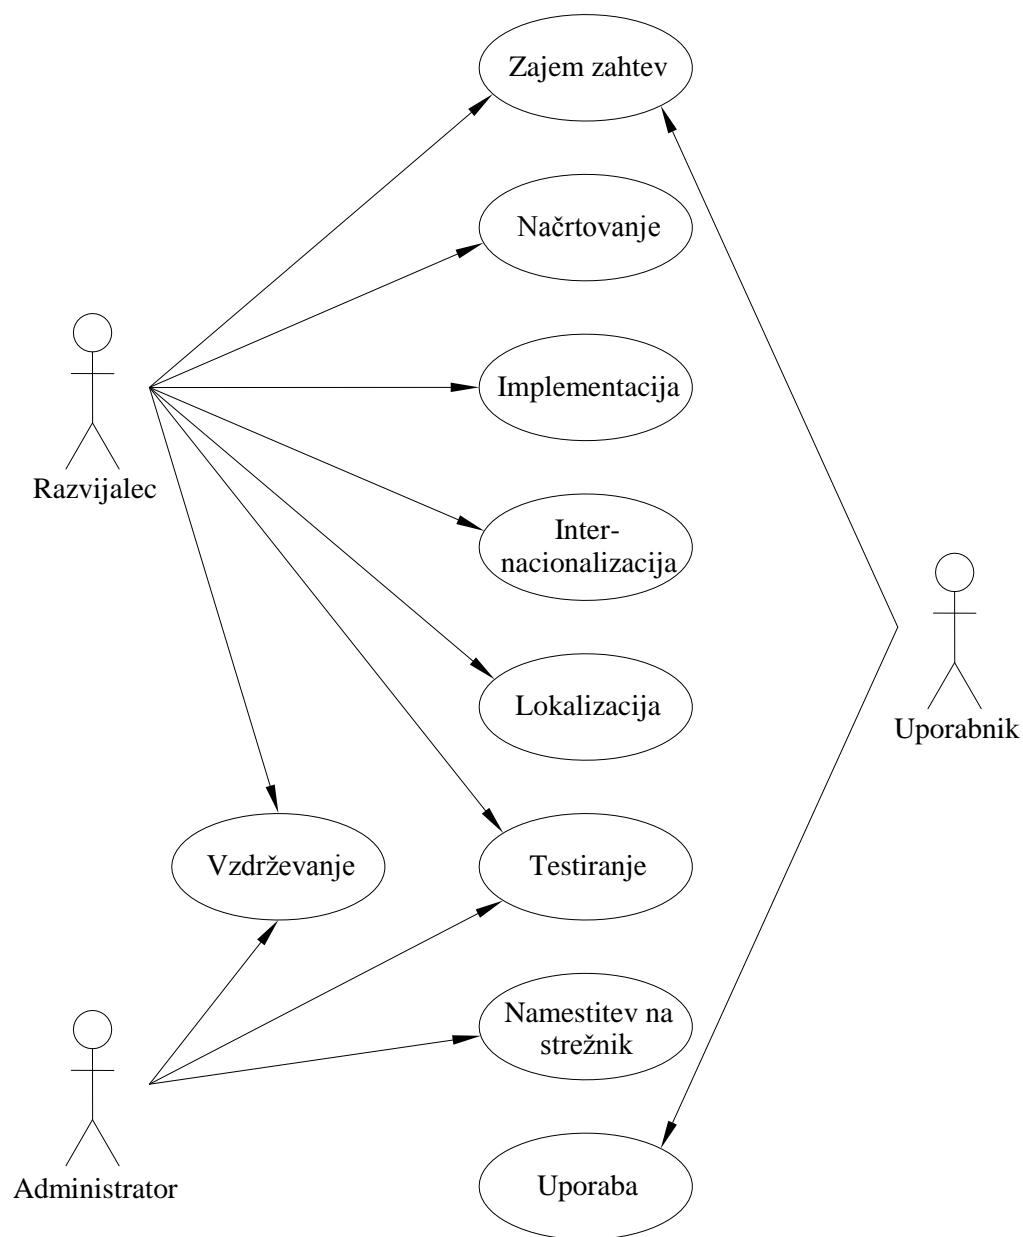 Zajem zahtev
Načrtovanje
Implementacija
Razvijalec
Inter-
nacionalizacija
Lokalizacija
Uporabnik
Vzdrževanje
Testiranje
Namestitev na
strežnik
Administrator
Uporaba